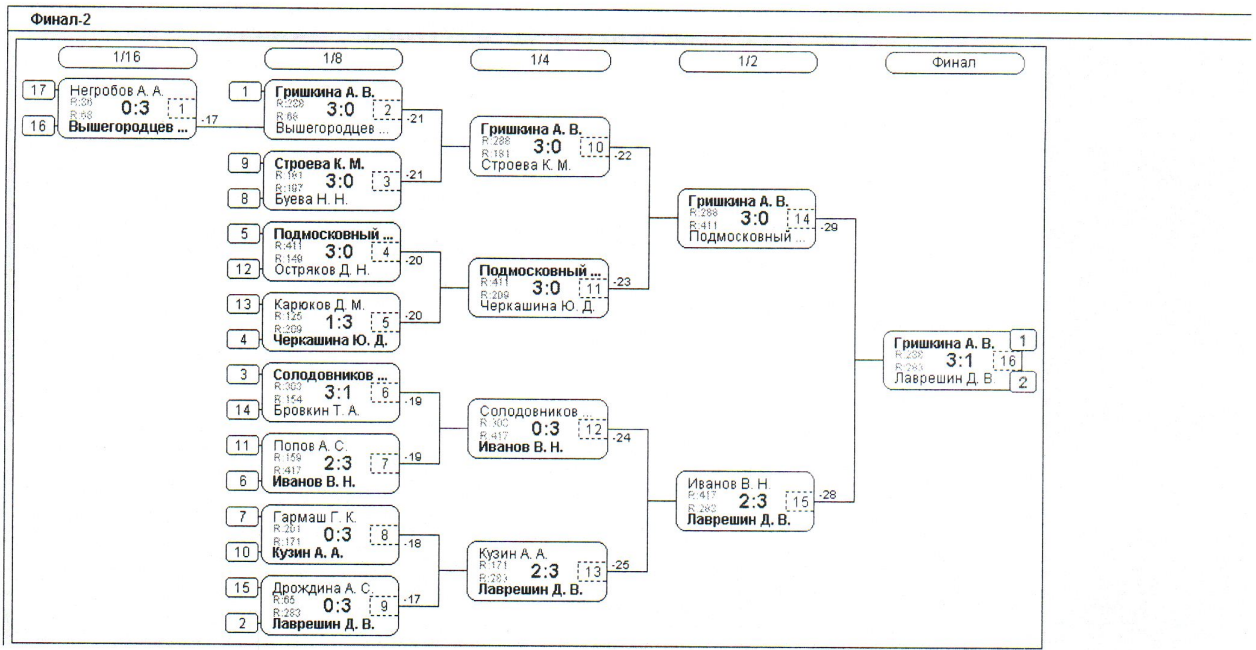 Финал-2
1/16
1/8
1/4
1/2
Финал
17
Негробов А. А.
R:86
0:3
1
R:68
16
Вышегородцев ...
-17
1
Гришкина А. В.
R:288
3:0
2
R:68
Вышегородцев ...
-21
9
Строева К. М.
R:181
3:0
3
R:187
8
Буева Н. Н.
-21
5
Подмосковный ...
R:411
3:0
4
R:149
12
Остряков Д. Н.
-20
13
Карюков Д. М.
R:125
1:3
5
R:209
4
Черкашина Ю. Д.
-20
3
Солодовников ...
R:303
3:1
6
R:154
14
Бровкин Т. А.
-19
11
Попов А. С.
R:159
2:3
7
R:417
6
Иванов В. Н.
-19
7
Гармаш Г. К.
R:201
0:3
8
R:171
10
Кузин А. А.
-18
15
Дрождина А. С.
R:65
0:3
9
R:283
2
Лаврешин Д. В.
-17
Гришкина А. В.
R:288
3:0
10
R:181
Строева К. М.
-22
Подмосковный ...
R:411
3:0
11
R:209
Черкашина Ю. Д.
-23
Солодовников ...
R:303
0:3
12
R:417
Иванов В. Н.
-24
Кузин А. А.
R:171
2:3
13
R:283
Лаврешин Д. В.
-25
Гришкина А. В.
R:288
3:0
14
R:411
Подмосковный ...
-29
Иванов В. Н.
R:417
2:3
15
R:283
Лаврешин Д. В.
-28
Гришкина А. В.
1
R:288
3:1
16
R:283
Лаврешин Д. В.
2